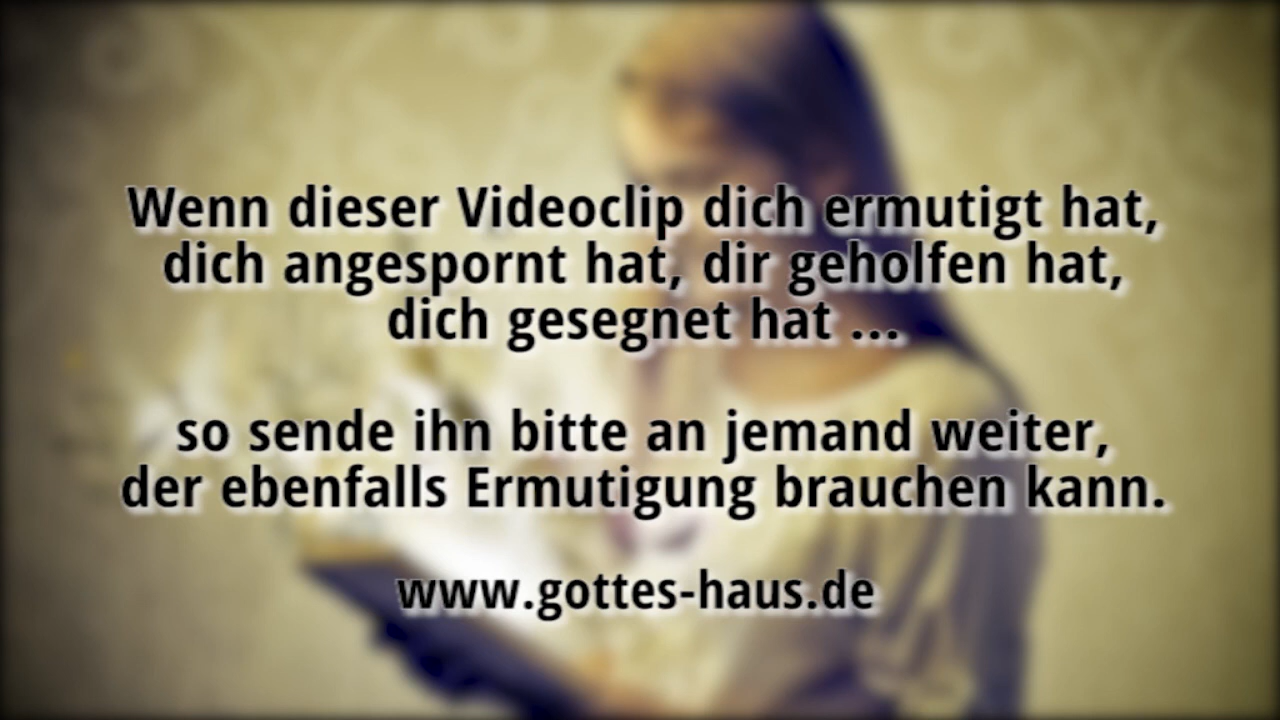 Wenn dieser Videoclip dich ermutigt hat,
dich angespornt hat, dir geholfen hat,
dich gesegnet hat ...
so sende ihn bitte an jemand weiter,
der ebenfalls Ermutigung brauchen kann.
www.gottes-haus.de